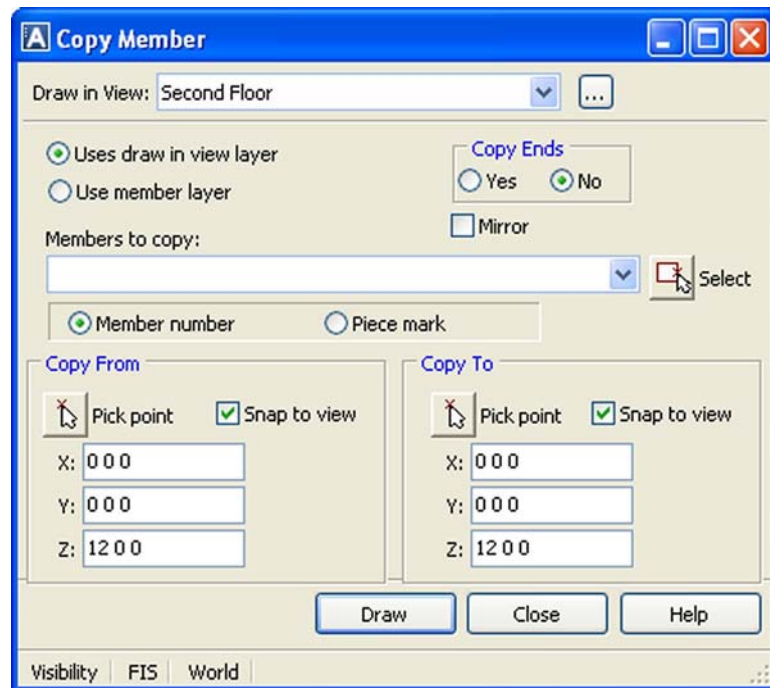 A Copy Member
Draw in View: Second Floor ...
Uses draw in view layer
Use member layer
Copy Ends
Yes No
Mirror
Members to copy:
Select
Member number Piece mark
Copy From
Pick point Snap to view
X: 0 0 0
Y: 0 0 0
Z: 12 0 0
Copy To
Pick point Snap to view
X: 0 0 0
Y: 0 0 0
Z: 12 0 0
Draw Close Help
Visibility FIS World